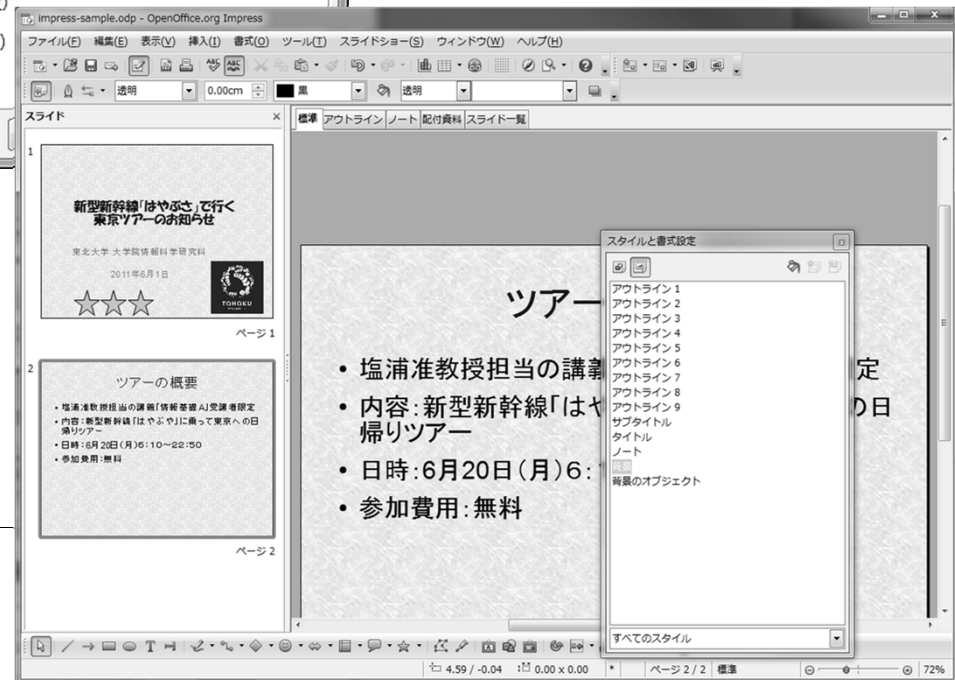 impress-sample.odp - OpenOffice.org Impress
ファイル(F) 編集(E) 表示(V) 挿入(I) 書式(O) ツール(T) スライドショー(S) ウィンドウ(W) ヘルプ(H)
透明 0.00cm 黒 透明
スライド
標準 アウトライン ノート 配付資料 スライド一覧
1
新型新幹線「はやぶさ」で行く
東京ツアーのお知らせ
東北大学 大学院情報科学研究科
2011年6月1日
TOHOKU
ページ 1
2
ツアーの概要
• 塩浦准教授担当の講義「情報基礎A」受講者限定
• 内容：新型新幹線「はやぶや」に乗って東京への日
帰りツアー
• 日時：6月20日(月)6：10～22：50
• 参加費用：無料
ページ 2
ツアー
• 塩浦准教授担当の講義 定
• 内容：新型新幹線「はや の日
帰りツアー
• 日時：6月20日(月)6：
• 参加費用：無料
スタイルと書式設定
アウトライン 1
アウトライン 2
アウトライン 3
アウトライン 4
アウトライン 5
アウトライン 6
アウトライン 7
アウトライン 8
アウトライン 9
サブタイトル
タイトル
ノート
背景
背景のオブジェクト
すべてのスタイル
4.59 / -0.04 0.00 x 0.00 * ページ 2 / 2 標準 72%